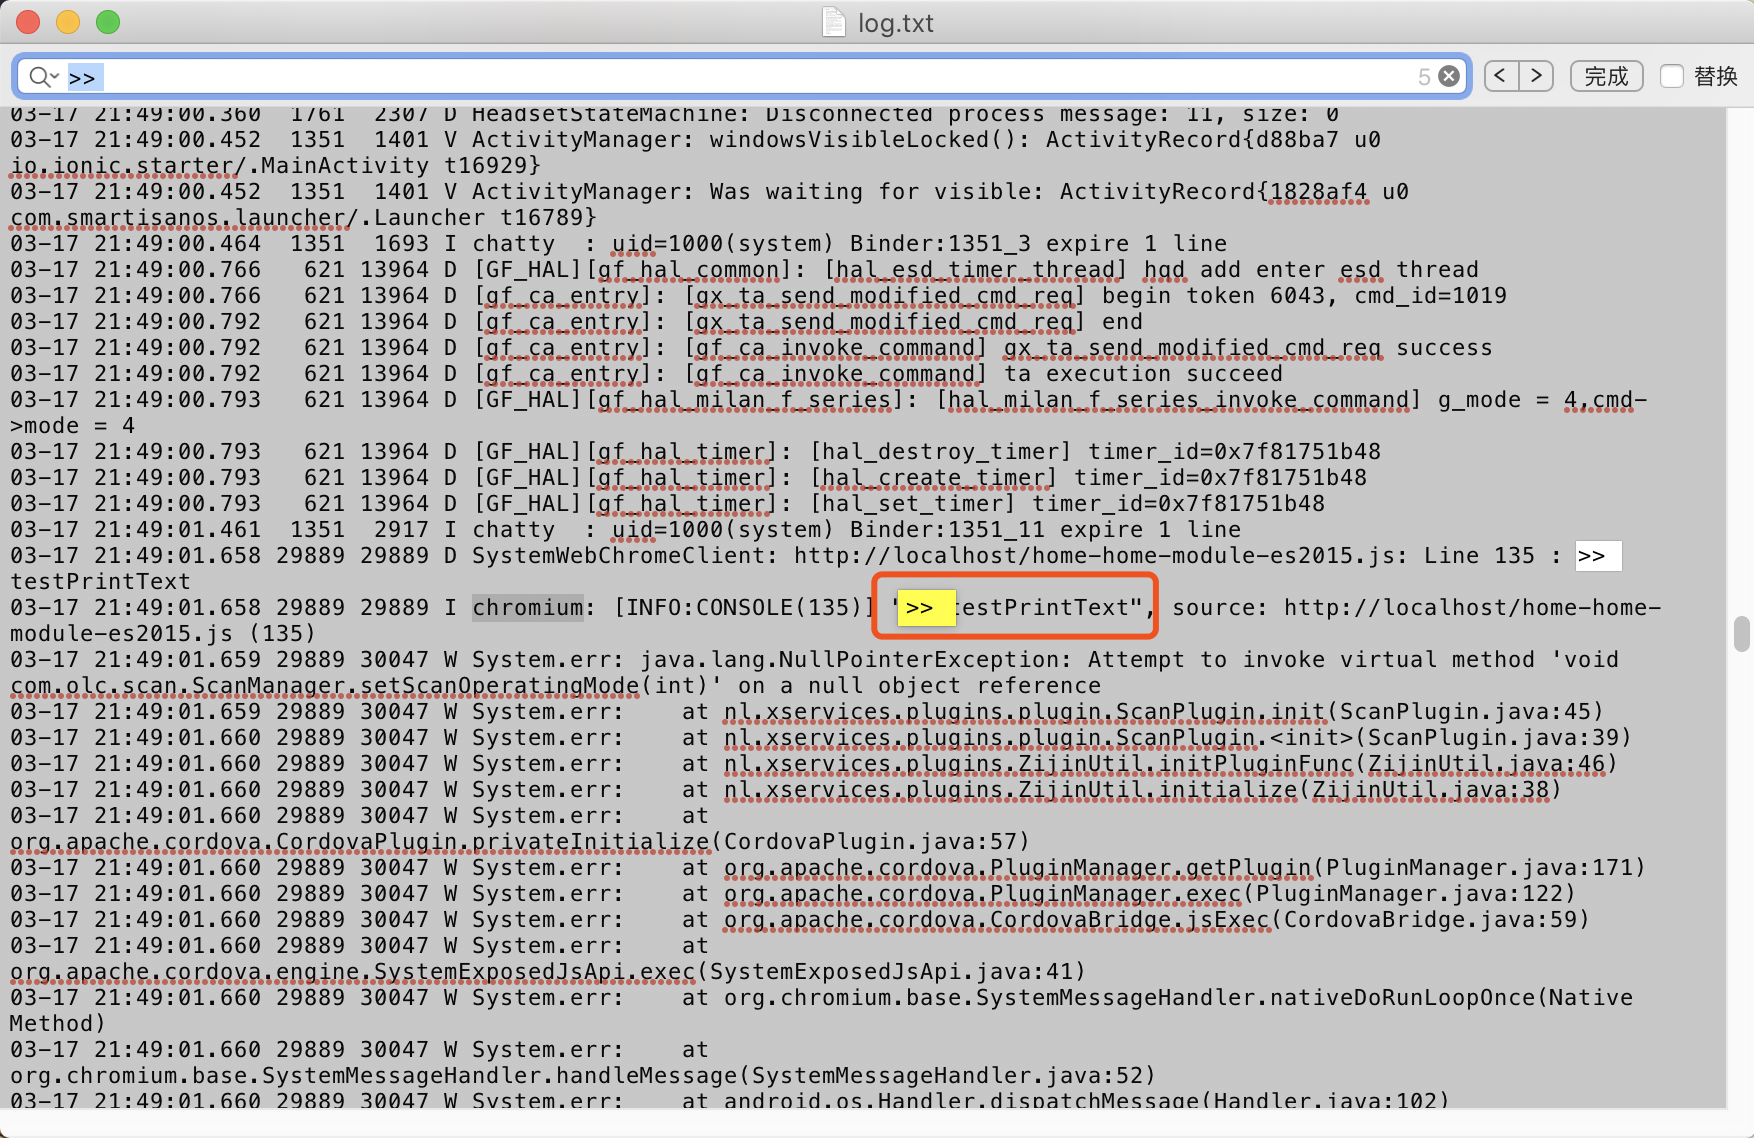 log.txt
>> 5 < > 完成 替换
03-17 21:49:00.360  1761  2307 D HeadsetStateMachine: Disconnected process message: 11, size: 0
03-17 21:49:00.452  1351  1401 V ActivityManager: windowsVisibleLocked(): ActivityRecord{d88ba7 u0
io.ionic.starter/.MainActivity t16929}
03-17 21:49:00.452  1351  1401 V ActivityManager: Was waiting for visible: ActivityRecord{1828af4 u0
com.smartisanos.launcher/.Launcher t16789}
03-17 21:49:00.464  1351  1693 I chatty  : uid=1000(system) Binder:1351_3 expire 1 line
03-17 21:49:00.766   621 13964 D [GF_HAL][gf_hal_common]: [hal_esd_timer_thread] hqd add enter esd thread
03-17 21:49:00.766   621 13964 D [gf_ca_entry]: [gx_ta_send_modified_cmd_req] begin token 6043, cmd_id=1019
03-17 21:49:00.792   621 13964 D [gf_ca_entry]: [gx_ta_send_modified_cmd_req] end
03-17 21:49:00.792   621 13964 D [gf_ca_entry]: [gf_ca_invoke_command] gx_ta_send_modified_cmd_req success
03-17 21:49:00.792   621 13964 D [gf_ca_entry]: [gf_ca_invoke_command] ta execution succeed
03-17 21:49:00.793   621 13964 D [GF_HAL][gf_hal_milan_f_series]: [hal_milan_f_series_invoke_command] g_mode = 4,cmd-
>mode = 4
03-17 21:49:00.793   621 13964 D [GF_HAL][gf_hal_timer]: [hal_destroy_timer] timer_id=0x7f81751b48
03-17 21:49:00.793   621 13964 D [GF_HAL][gf_hal_timer]: [hal_create_timer] timer_id=0x7f81751b48
03-17 21:49:00.793   621 13964 D [GF_HAL][gf_hal_timer]: [hal_set_timer] timer_id=0x7f81751b48
03-17 21:49:01.461  1351  2917 I chatty  : uid=1000(system) Binder:1351_11 expire 1 line
03-17 21:49:01.658 29889 29889 D SystemWebChromeClient: http://localhost/home-home-module-es2015.js: Line 135 : >>
testPrintText
03-17 21:49:01.658 29889 29889 I chromium: [INFO:CONSOLE(135)] ">> testPrintText", source: http://localhost/home-home-
module-es2015.js (135)
03-17 21:49:01.659 29889 30047 W System.err: java.lang.NullPointerException: Attempt to invoke virtual method 'void
com.olc.scan.ScanManager.setScanOperatingMode(int)' on a null object reference
03-17 21:49:01.659 29889 30047 W System.err:    at nl.xservices.plugins.plugin.ScanPlugin.init(ScanPlugin.java:45)
03-17 21:49:01.660 29889 30047 W System.err:    at nl.xservices.plugins.plugin.ScanPlugin.<init>(ScanPlugin.java:39)
03-17 21:49:01.660 29889 30047 W System.err:    at nl.xservices.plugins.ZijinUtil.initPluginFunc(ZijinUtil.java:46)
03-17 21:49:01.660 29889 30047 W System.err:    at nl.xservices.plugins.ZijinUtil.initialize(ZijinUtil.java:38)
03-17 21:49:01.660 29889 30047 W System.err:    at
org.apache.cordova.CordovaPlugin.privateInitialize(CordovaPlugin.java:57)
03-17 21:49:01.660 29889 30047 W System.err:    at org.apache.cordova.PluginManager.getPlugin(PluginManager.java:171)
03-17 21:49:01.660 29889 30047 W System.err:    at org.apache.cordova.PluginManager.exec(PluginManager.java:122)
03-17 21:49:01.660 29889 30047 W System.err:    at org.apache.cordova.CordovaBridge.jsExec(CordovaBridge.java:59)
03-17 21:49:01.660 29889 30047 W System.err:    at
org.apache.cordova.engine.SystemExposedJsApi.exec(SystemExposedJsApi.java:41)
03-17 21:49:01.660 29889 30047 W System.err:    at org.chromium.base.SystemMessageHandler.nativeDoRunLoopOnce(Native
Method)
03-17 21:49:01.660 29889 30047 W System.err:    at
org.chromium.base.SystemMessageHandler.handleMessage(SystemMessageHandler.java:52)
03-17 21:49:01.660 29889 30047 W System.err:    at android.os.Handler.dispatchMessage(Handler.java:102)